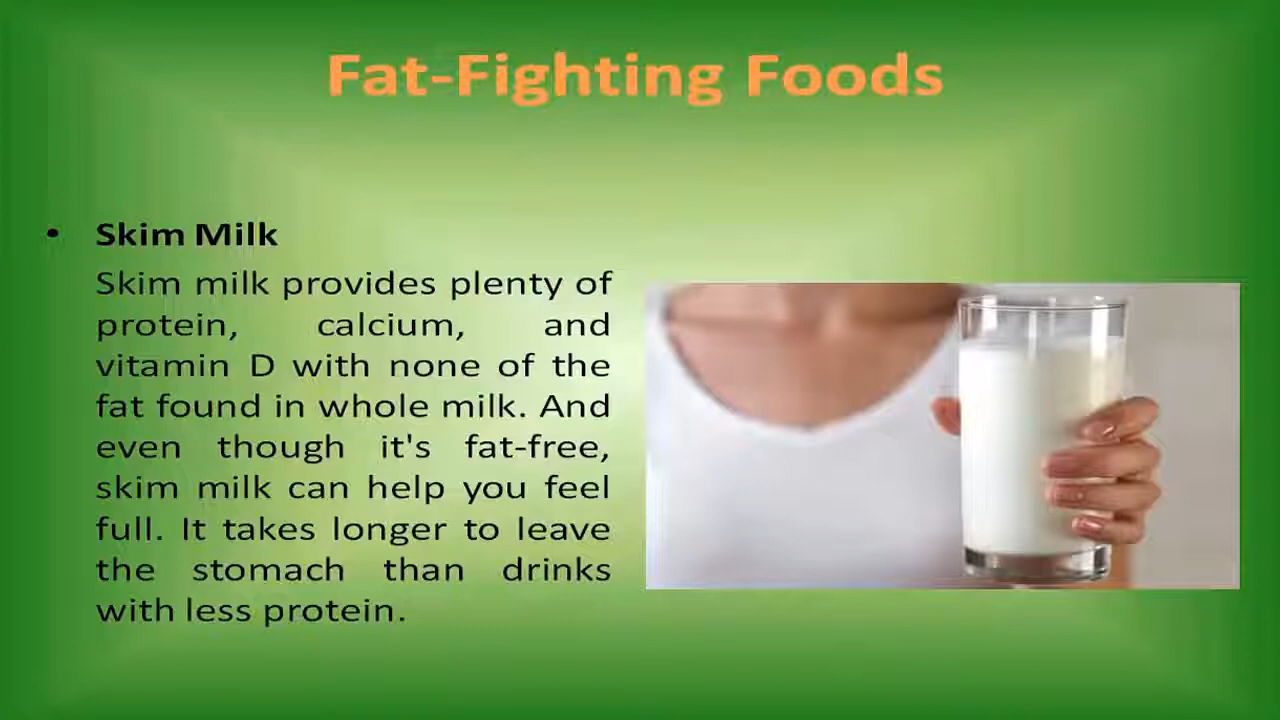 Fat-Fighting Foods
• Skim Milk
Skim milk provides plenty of
protein, calcium, and
vitamin D with none of the
fat found in whole milk. And
even though it's fat-free,
skim milk can help you feel
full. It takes longer to leave
the stomach than drinks
with less protein.